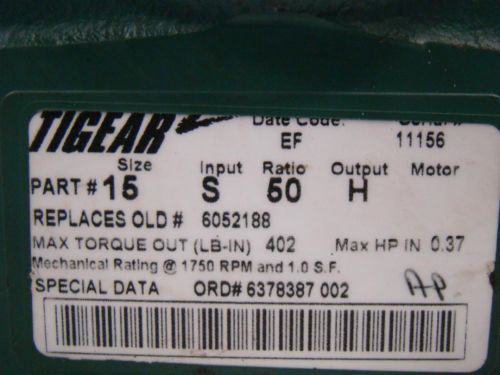 TIGEAR Date Code: Serial#
EF 11156
Size Input Ratio Output Motor
PART # 15 S 50 H
REPLACES OLD # 6052188
MAX TORQUE OUT (LB-IN) 402 Max HP IN 0.37
Mechanical Rating @ 1750 RPM and 1.0 S.F.
SPECIAL DATA ORD# 6378387 002
AP